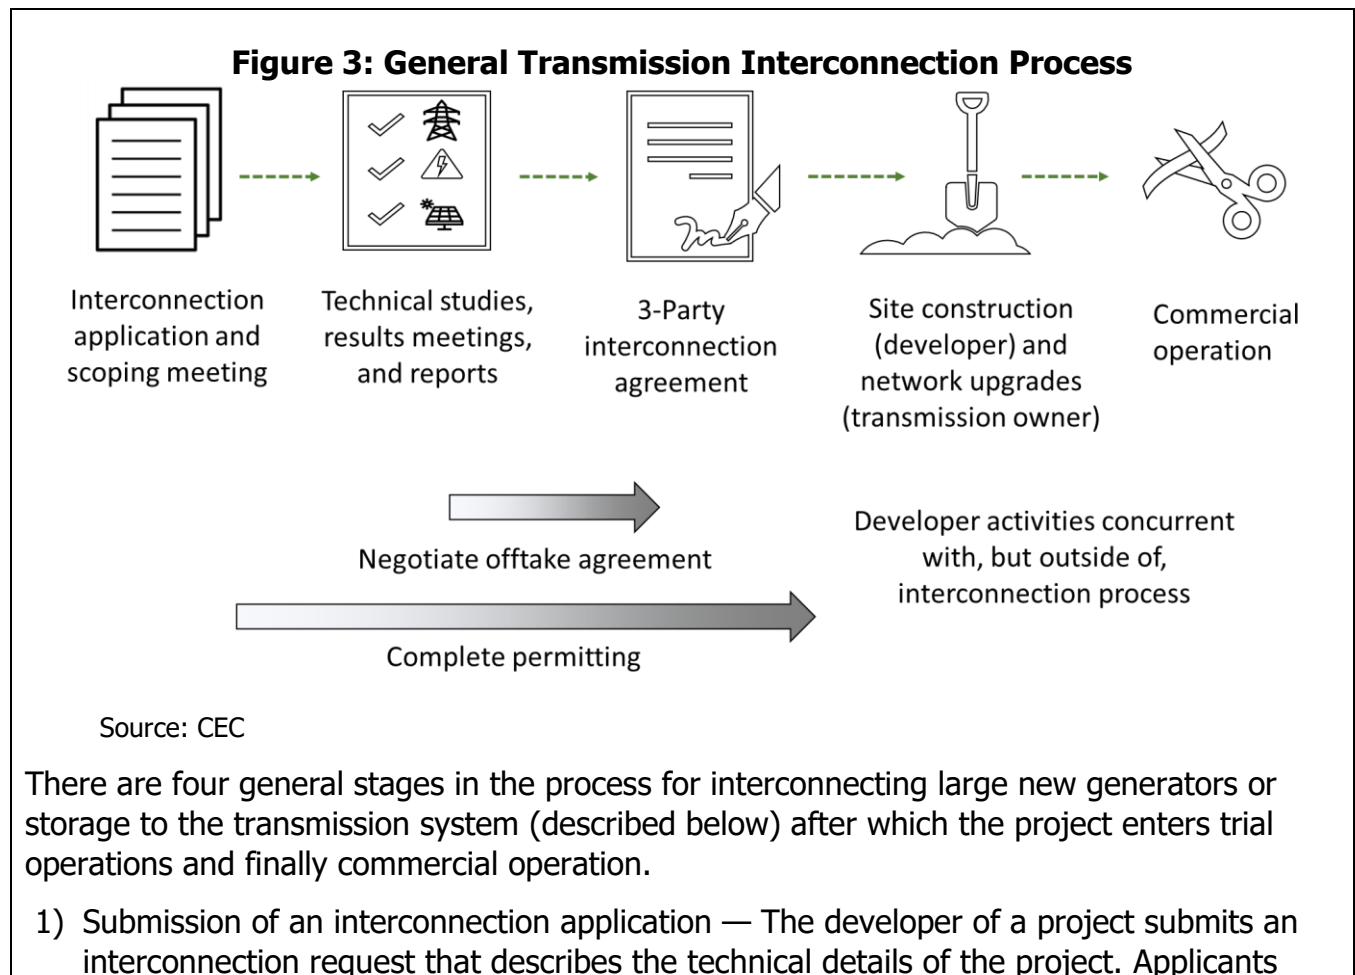 Figure 3: General Transmission Interconnection Process
Interconnection
application and
scoping meeting
Technical studies,
results meetings,
and reports
3-Party
interconnection
agreement
Site construction
(developer) and
network upgrades
(transmission owner)
Commercial
operation
Negotiate offtake agreement
Complete permitting
Developer activities concurrent
with, but outside of,
interconnection process
Source: CEC
There are four general stages in the process for interconnecting large new generators or
storage to the transmission system (described below) after which the project enters trial
operations and finally commercial operation.
1) Submission of an interconnection application — The developer of a project submits an
interconnection request that describes the technical details of the project. Applicants